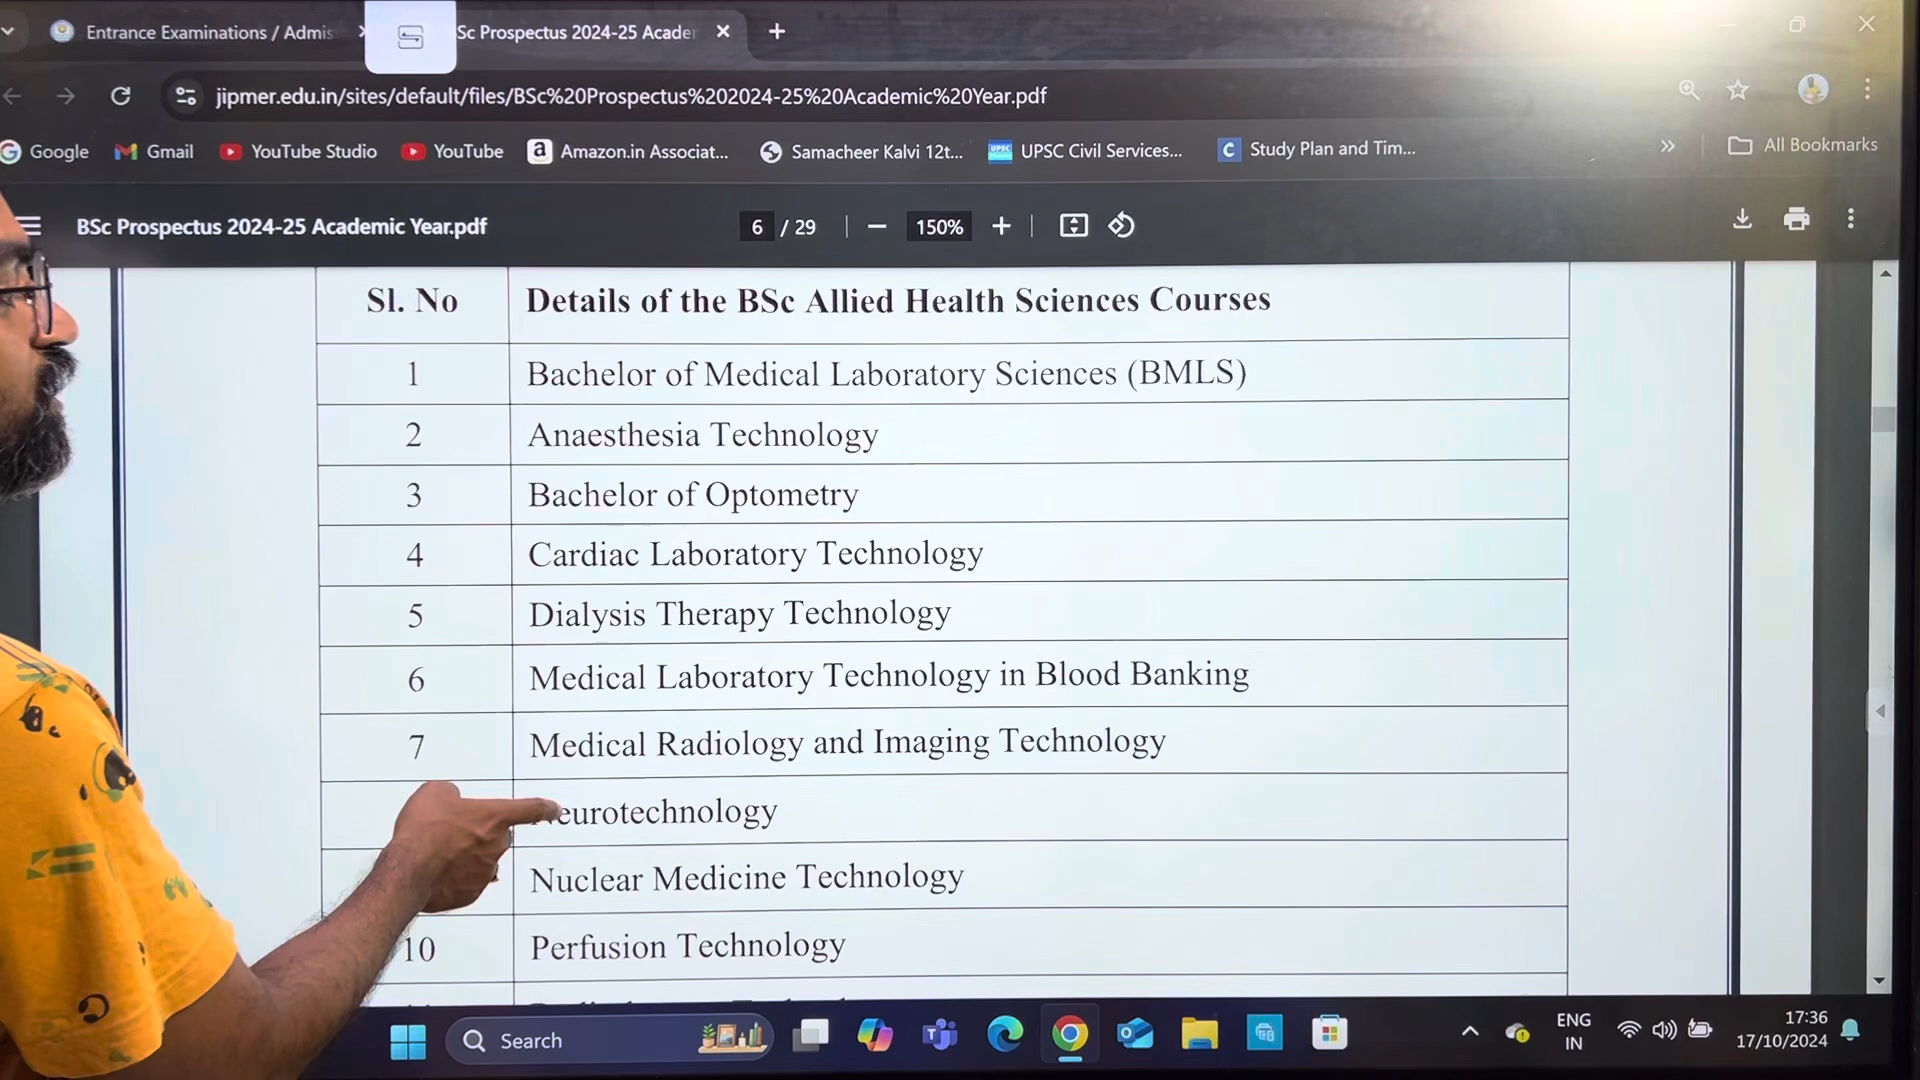 Entrance Examinations / Admis
Sc Prospectus 2024-25 Acader
jipmer.edu.in/sites/default/files/BSc%20Prospectus%202024-25%20Academic%20Year.pdf
Google
Gmail
YouTube Studio
YouTube
Amazon.in Associat...
Samacheer Kalvi 12t...
UPSC Civil Services...
Study Plan and Tim...
All Bookmarks
BSc Prospectus 2024-25 Academic Year.pdf
6 / 29
150%
Sl. No Details of the BSc Allied Health Sciences Courses
1 Bachelor of Medical Laboratory Sciences (BMLS)
2 Anaesthesia Technology
3 Bachelor of Optometry
4 Cardiac Laboratory Technology
5 Dialysis Therapy Technology
6 Medical Laboratory Technology in Blood Banking
7 Medical Radiology and Imaging Technology
Neurotechnology
Nuclear Medicine Technology
10 Perfusion Technology
Search
ENG
IN
17:36
17/10/2024